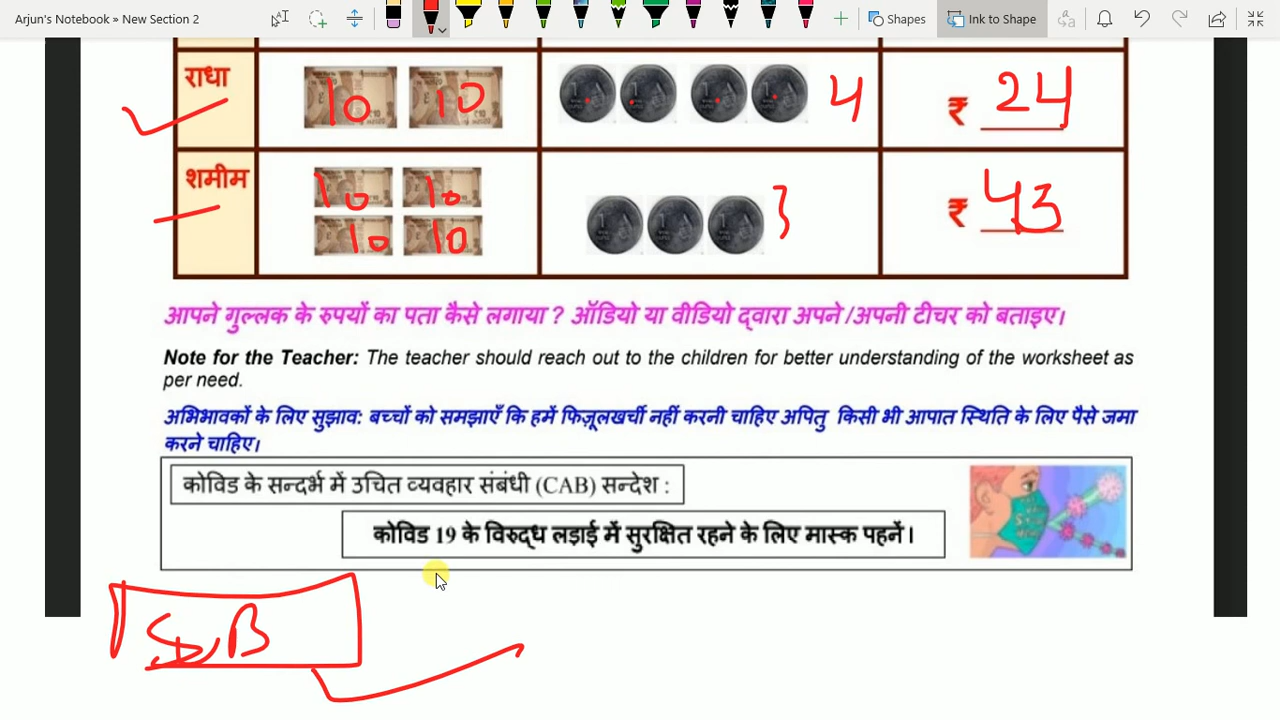 Arjun's Notebook » New Section 2
Shapes
Ink to Shape
राधा
10 10
4
₹ 24
शमीम
10 10
10 10
3
₹ 43
आपने गुल्लक के रुपयों का पता कैसे लगाया ? ऑडियो या वीडियो द्वारा अपने /अपनी टीचर को बताइए।
Note for the Teacher: The teacher should reach out to the children for better understanding of the worksheet as
per need.
अभिभावकों के लिए सुझाव: बच्चों को समझाएँ कि हमें फिज़ूलखर्ची नहीं करनी चाहिए अपितु किसी भी आपात स्थिति के लिए पैसे जमा
करने चाहिए।
कोविड के सन्दर्भ में उचित व्यवहार संबंधी (CAB) सन्देश :
कोविड 19 के विरुद्ध लड़ाई में सुरक्षित रहने के लिए मास्क पहनें।